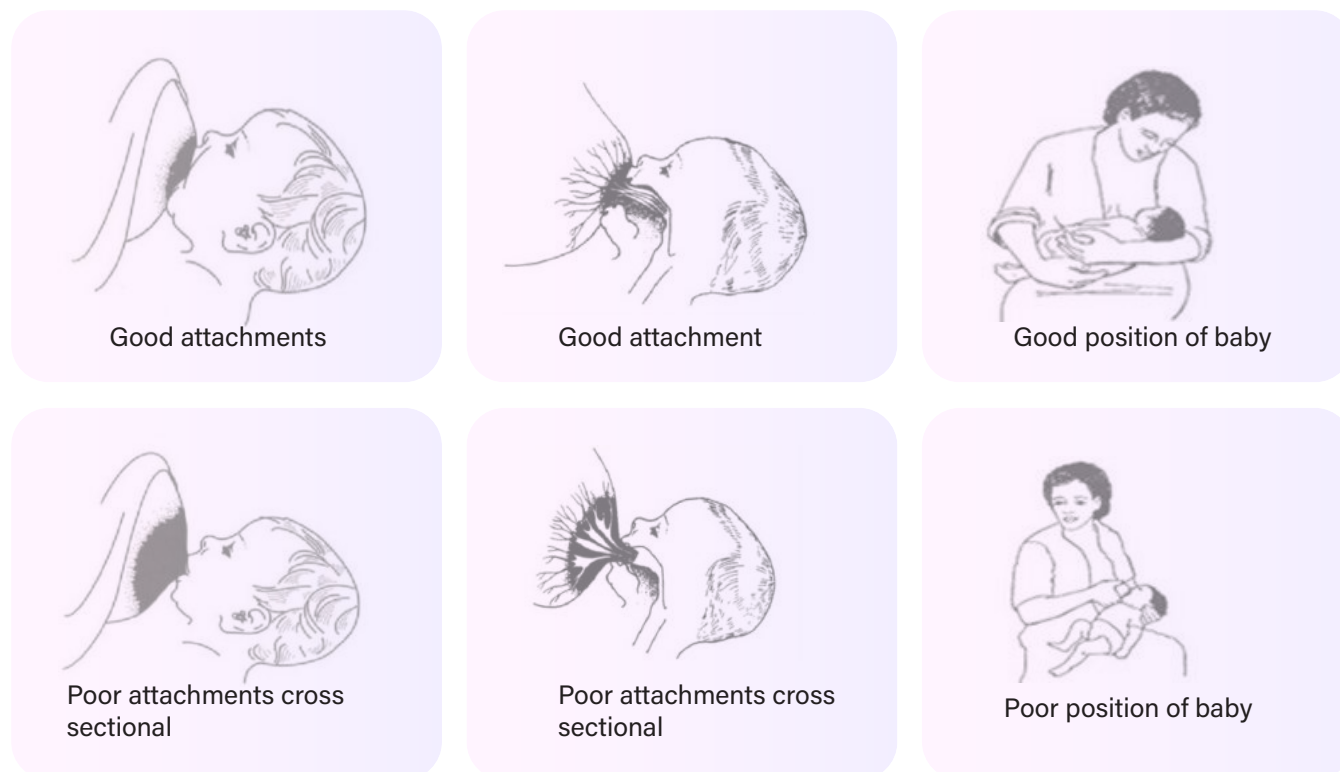 Good attachments
Good attachment
Good position of baby
Poor attachments cross
sectional
Poor attachments cross
sectional
Poor position of baby